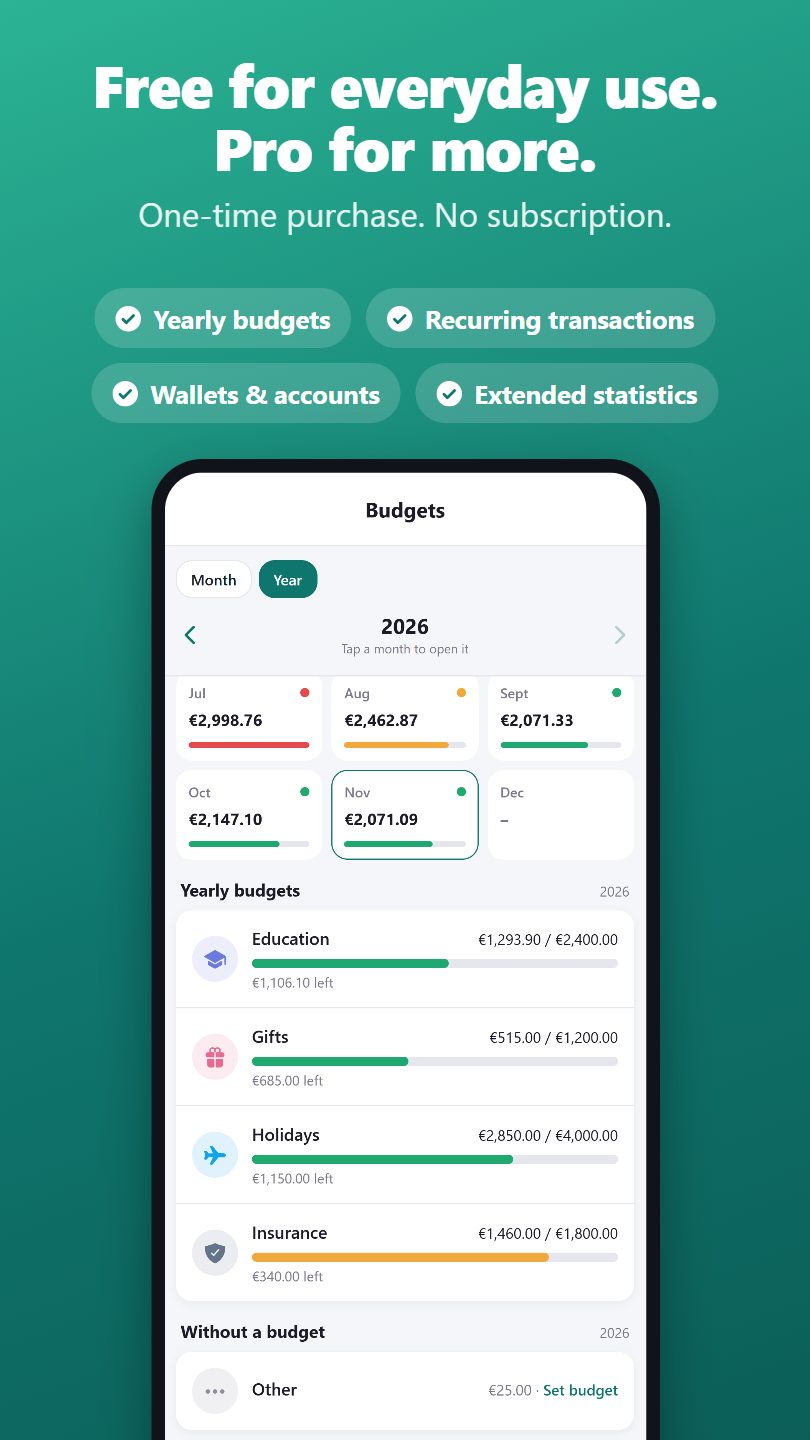 Free for everyday use.
Pro for more.
One-time purchase. No subscription.
Yearly budgets
Recurring transactions
Wallets & accounts
Extended statistics
Budgets
Month
Year
2026
Tap a month to open it
Jul
Aug
Sept
€2,998.76
€2,462.87
€2,071.33
Oct
Nov
Dec
€2,147.10
€2,071.09
–
Yearly budgets
2026
Education
€1,293.90 / €2,400.00
€1,106.10 left
Gifts
€515.00 / €1,200.00
€685.00 left
Holidays
€2,850.00 / €4,000.00
€1,150.00 left
Insurance
€1,460.00 / €1,800.00
€340.00 left
Without a budget
2026
Other
€25.00 · Set budget